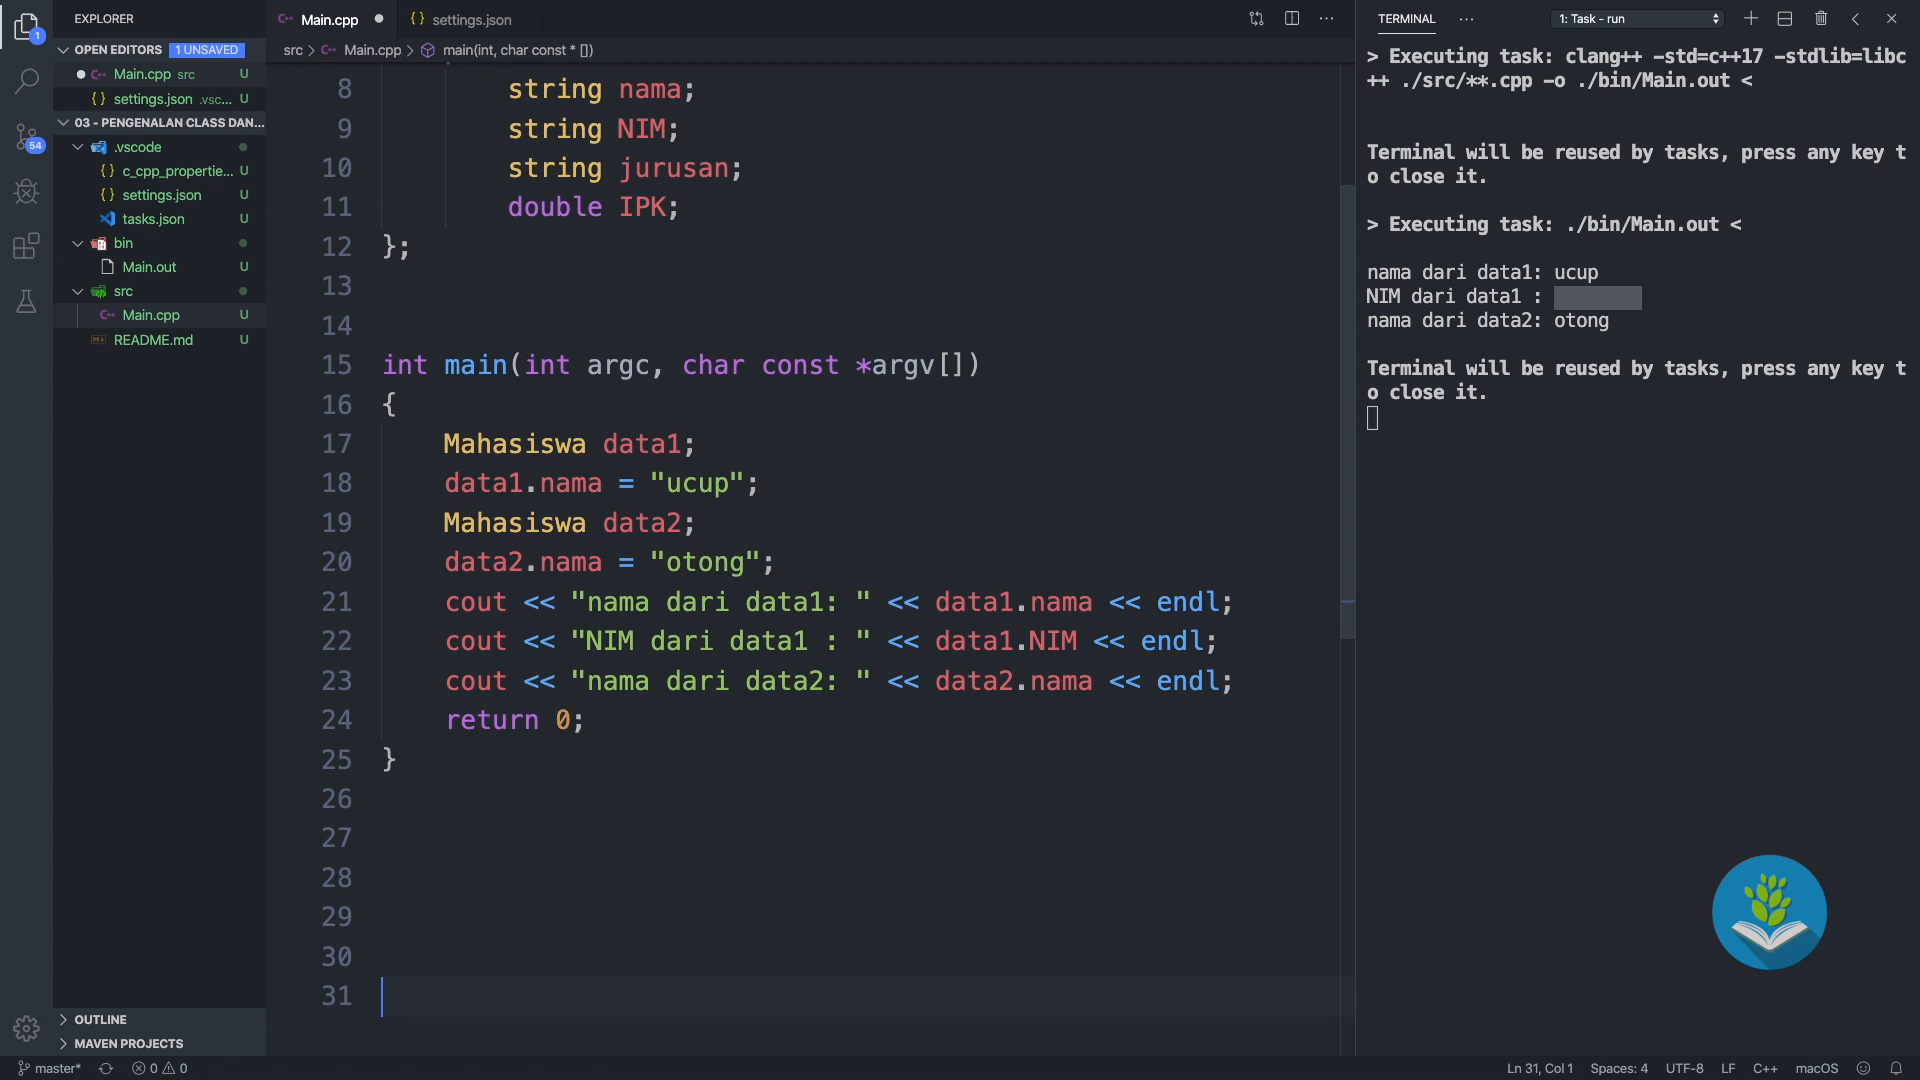 EXPLORER
OPEN EDITORS 1 UNSAVED
Main.cpp src U
settings.json .vsc... U
03 - PENGENALAN CLASS DAN...
.vscode
c_cpp_propertie... U
settings.json U
tasks.json U
bin
Main.out U
src
Main.cpp U
README.md U
OUTLINE
MAVEN PROJECTS
1
54
Main.cpp
settings.json
src > Main.cpp > main(int, char const * [])
8 string nama;
9 string NIM;
10 string jurusan;
11 double IPK;
12 };
13
14
15 int main(int argc, char const *argv[])
16 {
17 Mahasiswa data1;
18 data1.nama = "ucup";
19 Mahasiswa data2;
20 data2.nama = "otong";
21 cout << "nama dari data1: " << data1.nama << endl;
22 cout << "NIM dari data1 : " << data1.NIM << endl;
23 cout << "nama dari data2: " << data2.nama << endl;
24 return 0;
25 }
26
27
28
29
30
31
TERMINAL
1: Task - run
> Executing task: clang++ -std=c++17 -stdlib=libc
++ ./src/**.cpp -o ./bin/Main.out <
Terminal will be reused by tasks, press any key t
o close it.
> Executing task: ./bin/Main.out <
nama dari data1: ucup
NIM dari data1 :
nama dari data2: otong
Terminal will be reused by tasks, press any key t
o close it.
master* 0 0
Ln 31, Col 1 Spaces: 4 UTF-8 LF C++ macOS